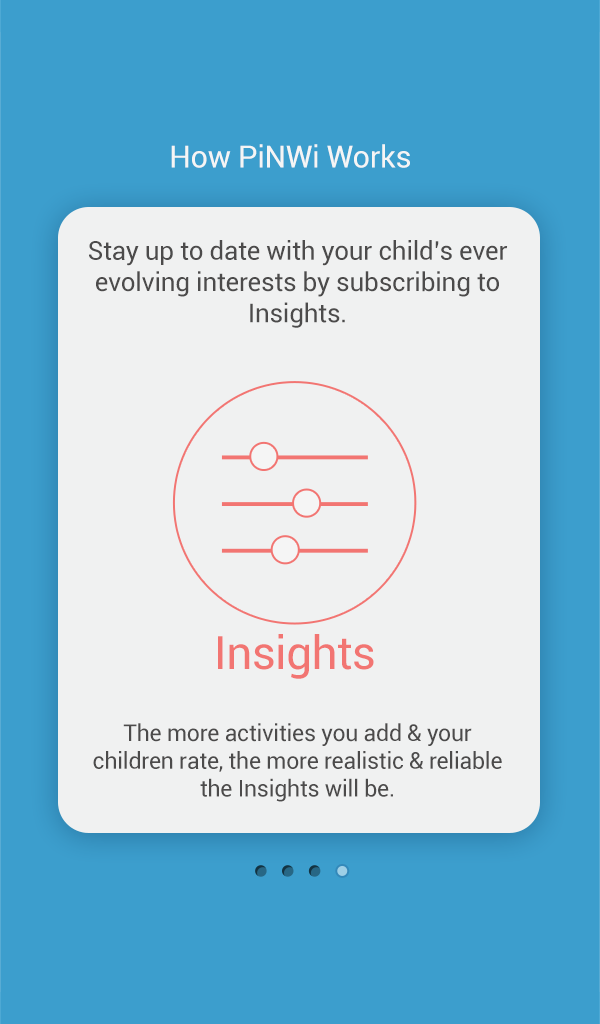 How PiNWi Works
Stay up to date with your child's ever
evolving interests by subscribing to
Insights.
Insights
The more activities you add & your
children rate, the more realistic & reliable
the Insights will be.